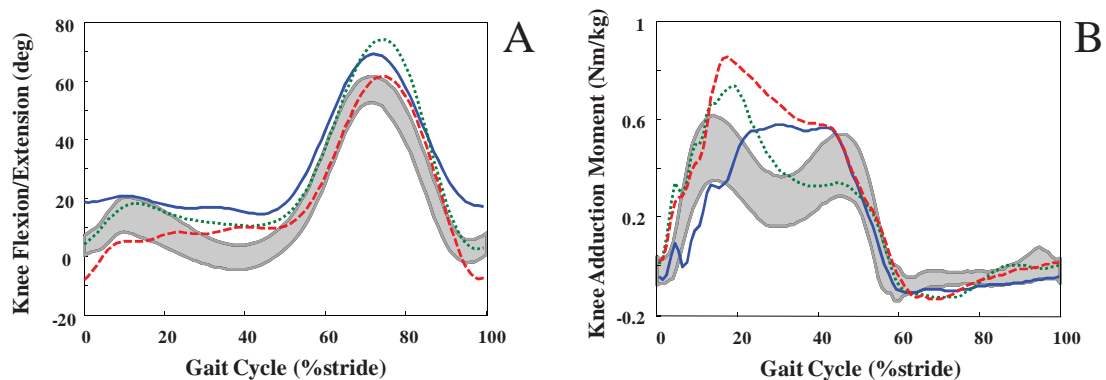 A
Knee Flexion/Extension (deg)
80
60
40
20
0
-20
0 20 40 60 80 100
Gait Cycle (%stride)
B
Knee Adduction Moment (Nm/kg)
1
0.6
0.2
-0.2
1 20 40 60 80 100
Gait Cycle (%stride)